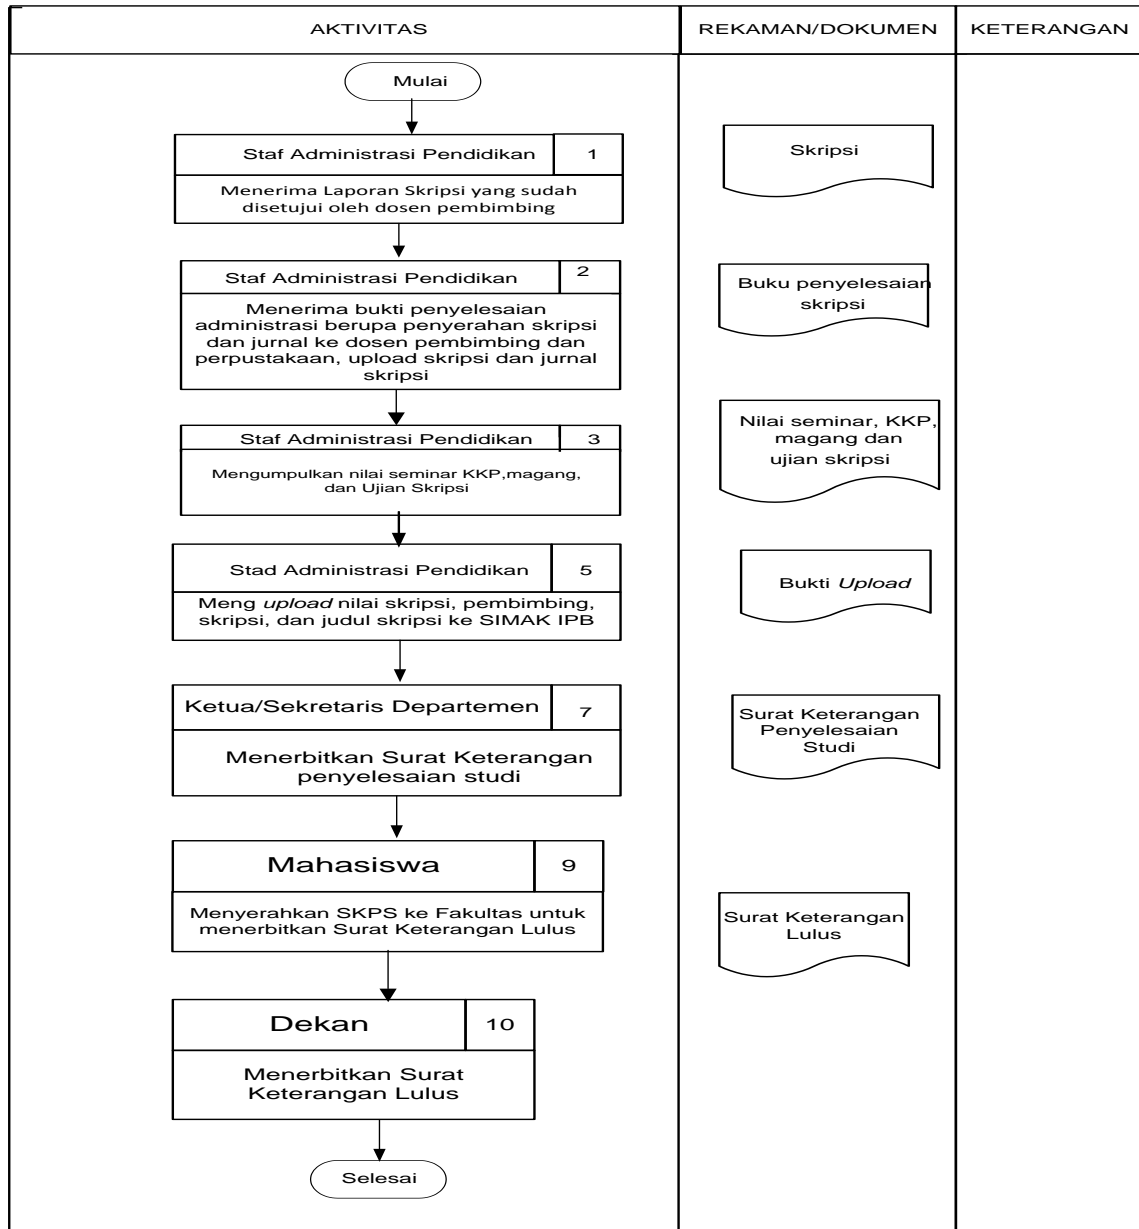 AKTIVITAS
REKAMAN/DOKUMEN
KETERANGAN
Mulai
Staf Administrasi Pendidikan
1
Menerima Laporan Skripsi yang sudah
disetujui oleh dosen pembimbing
Skripsi
Staf Administrasi Pendidikan
2
Menerima bukti penyelesaian
administrasi berupa penyerahan skripsi
dan jurnal ke dosen pembimbing dan
perpustakaan, upload skripsi dan jurnal
skripsi
Buku penyelesaian
skripsi
Staf Administrasi Pendidikan
3
Mengumpulkan nilai seminar KKP,magang,
dan Ujian Skripsi
Nilai seminar, KKP,
magang dan
ujian skripsi
Stad Administrasi Pendidikan
5
Meng upload nilai skripsi, pembimbing,
skripsi, dan judul skripsi ke SIMAK IPB
Bukti Upload
Ketua/Sekretaris Departemen
7
Menerbitkan Surat Keterangan
penyelesaian studi
Surat Keterangan
Penyelesaian
Studi
Mahasiswa
9
Menyerahkan SKPS ke Fakultas untuk
menerbitkan Surat Keterangan Lulus
Surat Keterangan
Lulus
Dekan
10
Menerbitkan Surat
Keterangan Lulus
Selesai